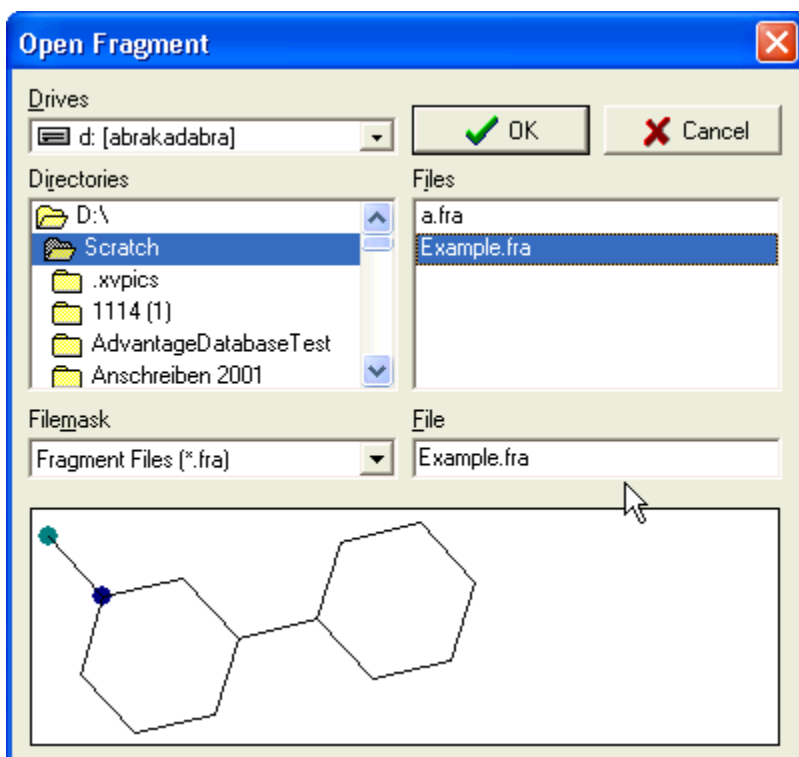 Open Fragment
Drives
d: [abrakadabra]
OK
Cancel
Directories
Files
D:\
Scratch
.xvpics
1114 (1)
AdvantageDatabaseTest
Anschreiben 2001
a.fra
Example.fra
Filemask
File
Fragment Files (*.fra)
Example.fra